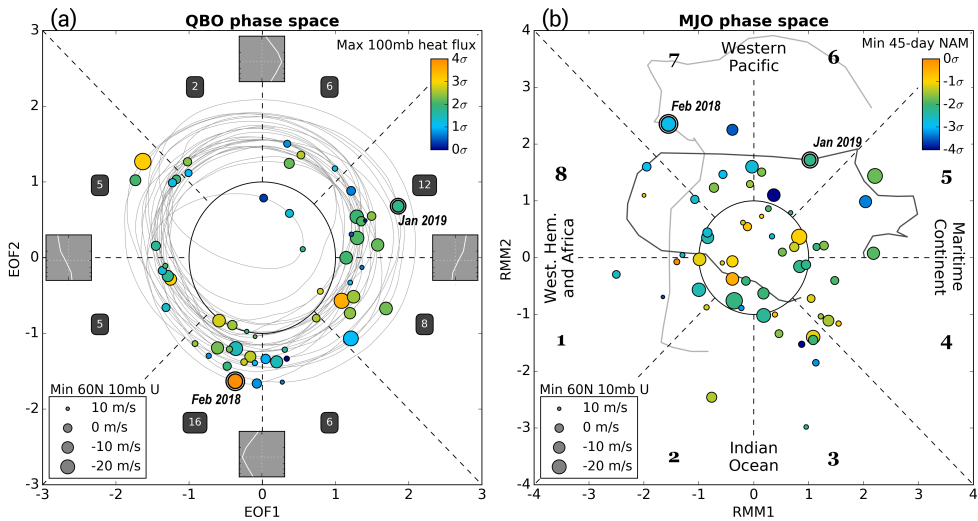 (a)
QBO phase space
Max 100mb heat flux
4σ
3σ
2σ
1σ
0σ
2
6
5
12
5
8
16
6
Jan 2019
Feb 2018
Min 60N 10mb U
10 m/s
0 m/s
-10 m/s
-20 m/s
3
2
1
0
-1
-2
-3
-3
-2
-1
0
1
2
3
EOF2
EOF1
(b)
MJO phase space
Min 45-day NAM
0σ
-1σ
-2σ
-3σ
-4σ
7
Western
Pacific
6
Feb 2018
Jan 2019
8
5
West. Hem.
and Africa
Maritime
Continent
1
4
2
Indian
Ocean
3
Min 60N 10mb U
10 m/s
0 m/s
-10 m/s
-20 m/s
4
3
2
1
0
-1
-2
-3
-4
-4
-3
-2
-1
0
1
2
3
4
RMM2
RMM1